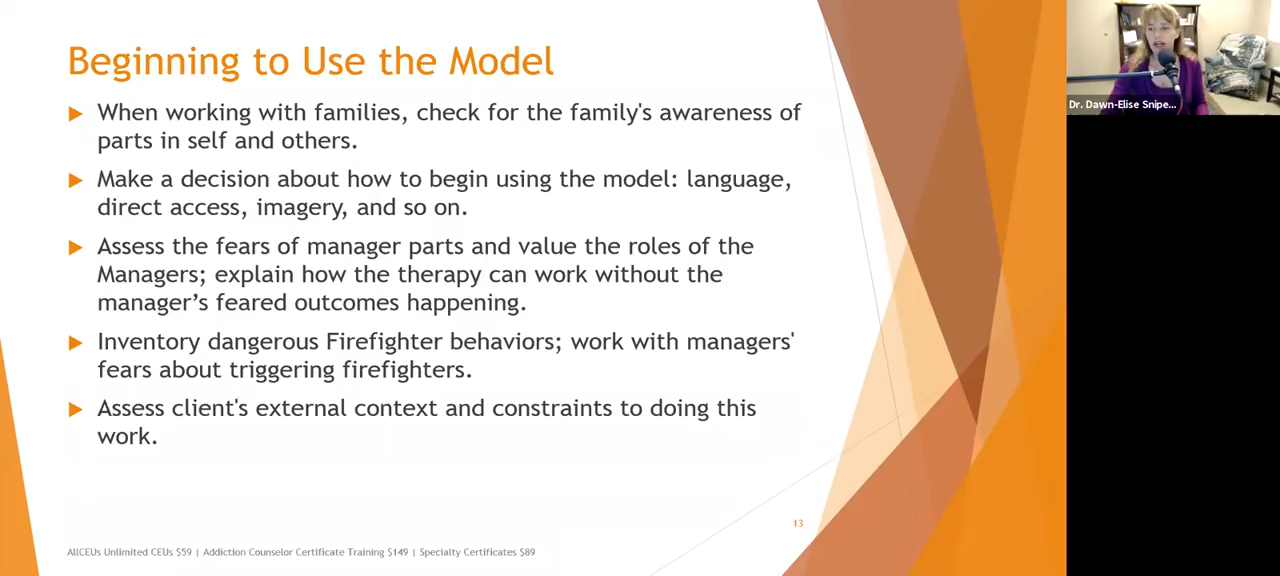 Beginning to Use the Model
When working with families, check for the family's awareness of
parts in self and others.
Make a decision about how to begin using the model: language,
direct access, imagery, and so on.
Assess the fears of manager parts and value the roles of the
Managers; explain how the therapy can work without the
manager’s feared outcomes happening.
Inventory dangerous Firefighter behaviors; work with managers'
fears about triggering firefighters.
Assess client's external context and constraints to doing this
work.
13
AllCEUs Unlimited CEUs $59 | Addiction Counselor Certificate Training $149 | Specialty Certificates $89
Dr. Dawn-Elise Snipe...